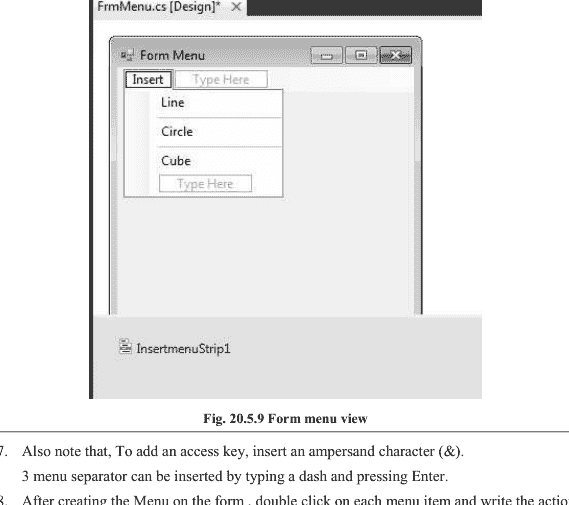 FrmMenu.cs [Design]* ×
Form Menu
Insert Type Here
Line
Circle
Cube
Type Here
InsertmenuStrip1
Fig. 20.5.9 Form menu view
7. Also note that, To add an access key, insert an ampersand character (&).
3 menu separator can be inserted by typing a dash and pressing Enter.
8. After creating the Menu on the form , double click on each menu item and write the action